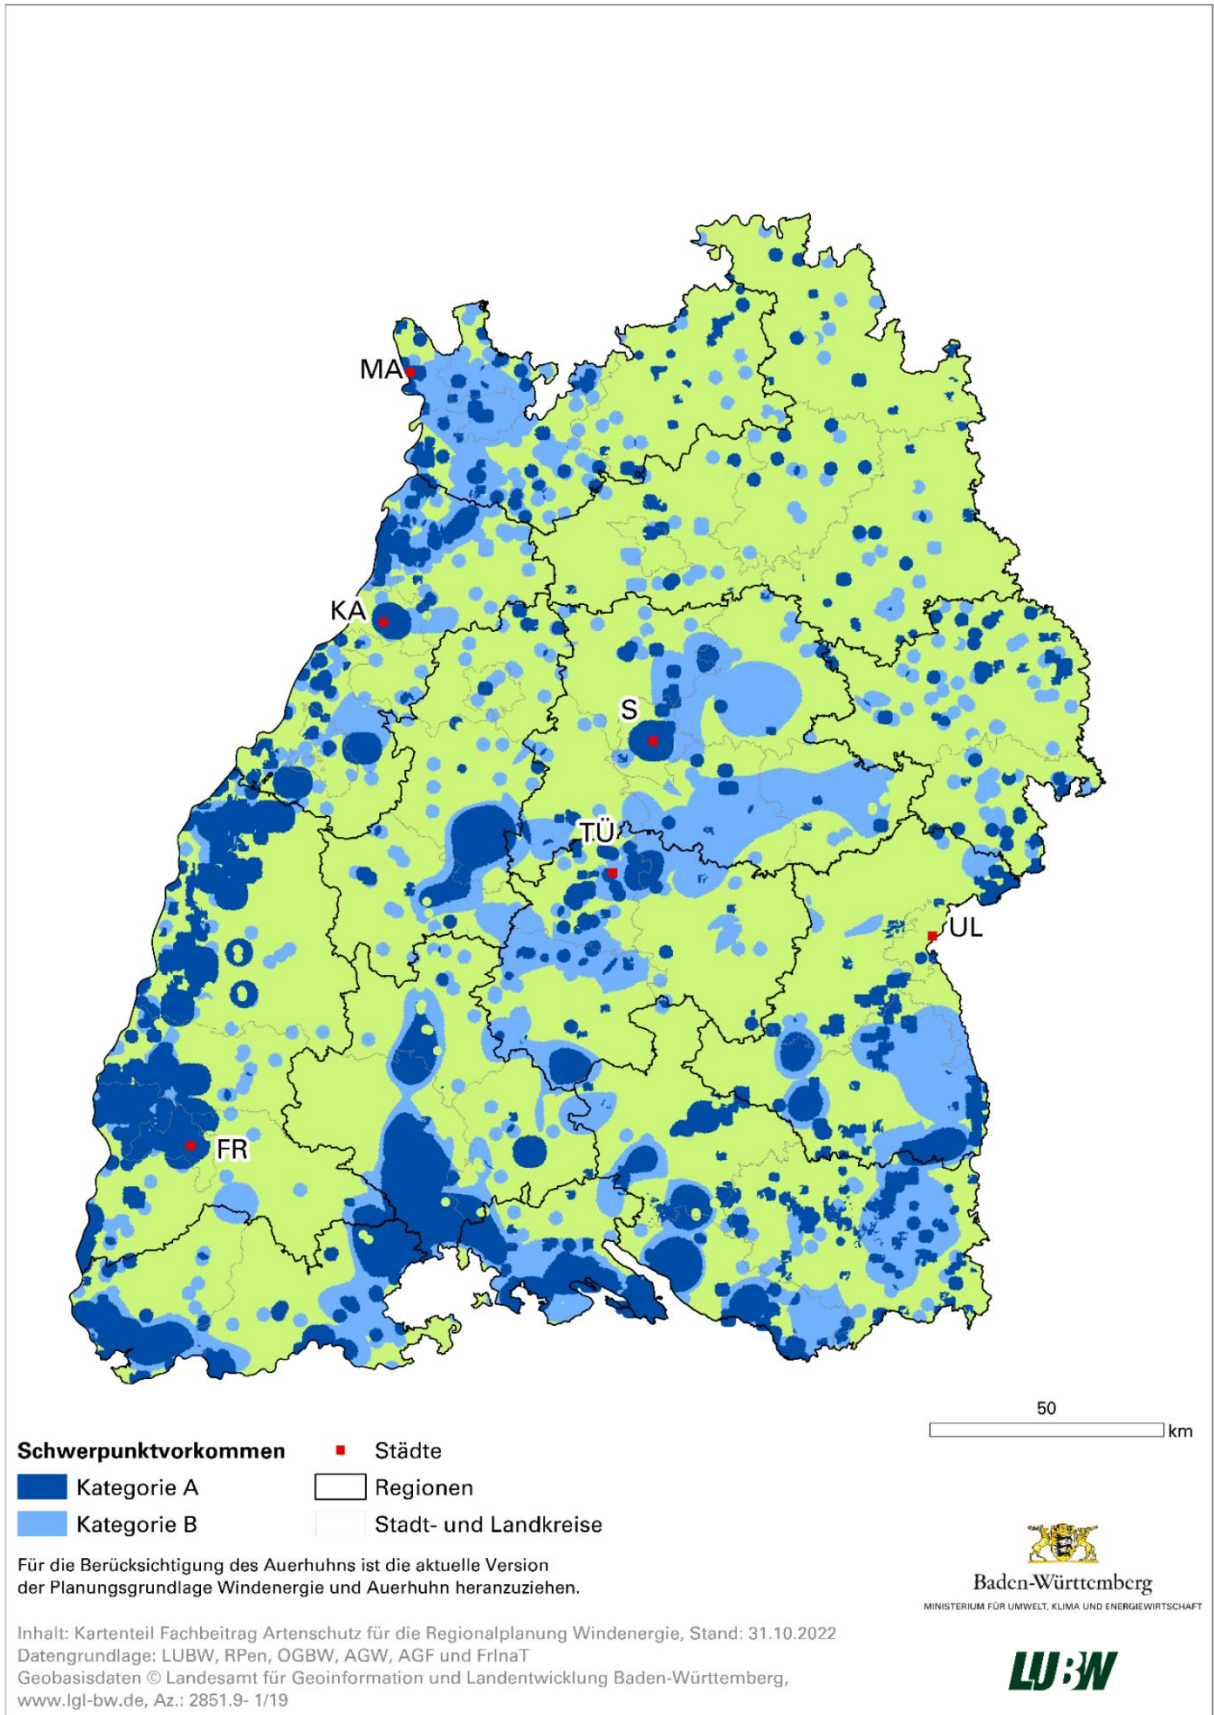 MA
KA
S
TÜ
UL
FR
50
km
Schwerpunktvorkommen
Städte
Kategorie A
Regionen
Kategorie B
Stadt- und Landkreise
Für die Berücksichtigung des Auerhuhns ist die aktuelle Version
der Planungsgrundlage Windenergie und Auerhuhn heranzuziehen.
Baden-Württemberg
MINISTERIUM FÜR UMWELT, KLIMA UND ENERGIEWIRTSCHAFT
Inhalt: Kartenteil Fachbeitrag Artenschutz für die Regionalplanung Windenergie, Stand: 31.10.2022
Datengrundlage: LUBW, RPen, OGBW, AGW, AGF und FrInaT
Geobasisdaten © Landesamt für Geoinformation und Landentwicklung Baden-Württemberg,
www.lgl-bw.de, Az.: 2851.9- 1/19
LUBW